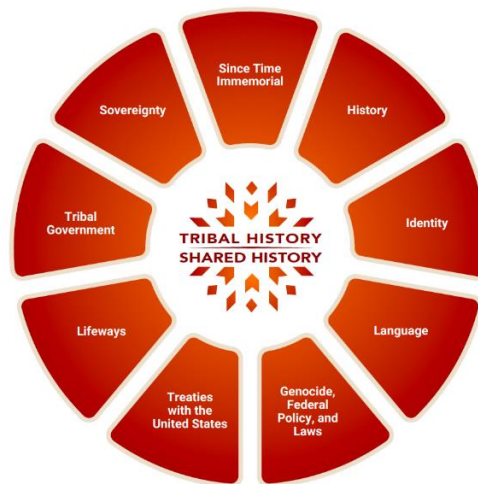 Since Time
Immemorial
History
Identity
Language
Genocide,
Federal
Policy, and
Laws
Treaties
with the
United States
Lifeways
Tribal
Government
Sovereignty
TRIBAL HISTORY
SHARED HISTORY